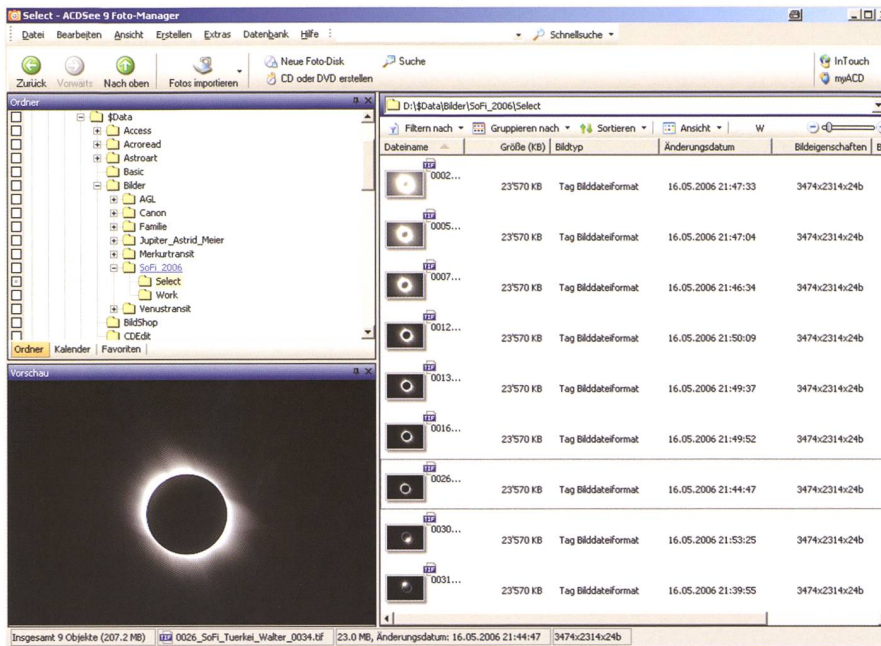 Select - ACDSee 9 Foto-Manager
Datei Bearbeiten Ansicht Erstellen Extras Datenbank Hilfe
Schnellsuche
Zurück Vorwärts Nach oben Fotos importieren
Neue Foto-Disk
CD oder DVD erstellen
Suche
InTouch
myACD
Ordner
$Data
Access
Acroread
Astroart
Basic
Bilder
AGL
Canon
Familie
Jupiter_Astrid_Meier
Merkurtransit
SoFi_2006
Select
Work
Venustransit
BildShop
CDEdit
Ordner Kalender Favoriten
Vorschau
D:\$Data\Bilder\SoFi_2006\Select
Filtern nach Gruppieren nach Sortieren Ansicht W
Dateiname Größe (KB) Bildtyp Änderungsdatum Bildeigenschaften B
TIF 0002... 23'570 KB Tag Bilddateiformat 16.05.2006 21:47:33 3474x2314x24b
TIF 0005... 23'570 KB Tag Bilddateiformat 16.05.2006 21:47:04 3474x2314x24b
TIF 0007... 23'570 KB Tag Bilddateiformat 16.05.2006 21:46:34 3474x2314x24b
TIF 0012... 23'570 KB Tag Bilddateiformat 16.05.2006 21:50:09 3474x2314x24b
TIF 0013... 23'570 KB Tag Bilddateiformat 16.05.2006 21:49:37 3474x2314x24b
TIF 0016... 23'570 KB Tag Bilddateiformat 16.05.2006 21:49:52 3474x2314x24b
TIF 0026... 23'570 KB Tag Bilddateiformat 16.05.2006 21:44:47 3474x2314x24b
TIF 0030... 23'570 KB Tag Bilddateiformat 16.05.2006 21:53:25 3474x2314x24b
TIF 0031... 23'570 KB Tag Bilddateiformat 16.05.2006 21:39:55 3474x2314x24b
Insgesamt 9 Objekte (207.2 MB) TIF 0026_SoFi_Tuerkei_Walter_0034.tif 23.0 MB, Änderungsdatum: 16.05.2006 21:44:47 3474x2314x24b